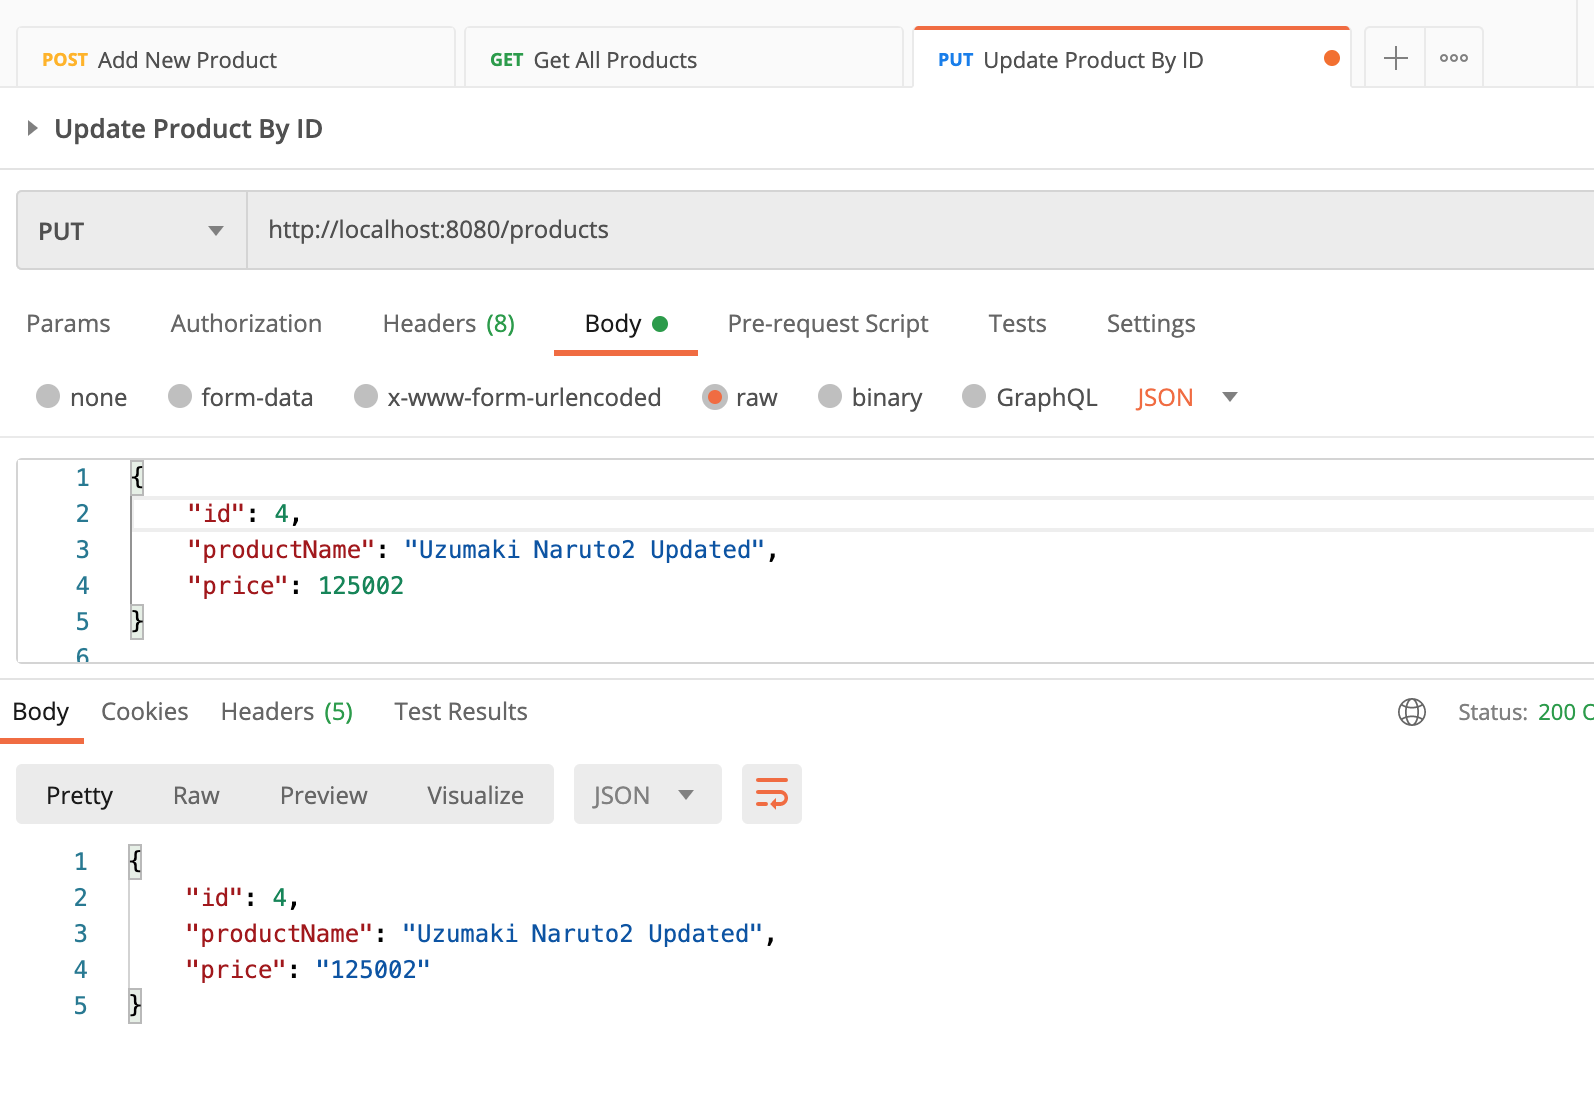 POST Add New Product GET Get All Products PUT Update Product By ID
Update Product By ID
PUT http://localhost:8080/products
Params Authorization Headers (8) Body Pre-request Script Tests Settings
none form-data x-www-form-urlencoded raw binary GraphQL JSON
1 {
2 "id": 4,
3 "productName": "Uzumaki Naruto2 Updated",
4 "price": 125002
5 }
6
Body Cookies Headers (5) Test Results Status: 200
Pretty Raw Preview Visualize JSON
1 {
2 "id": 4,
3 "productName": "Uzumaki Naruto2 Updated",
4 "price": "125002"
5 }